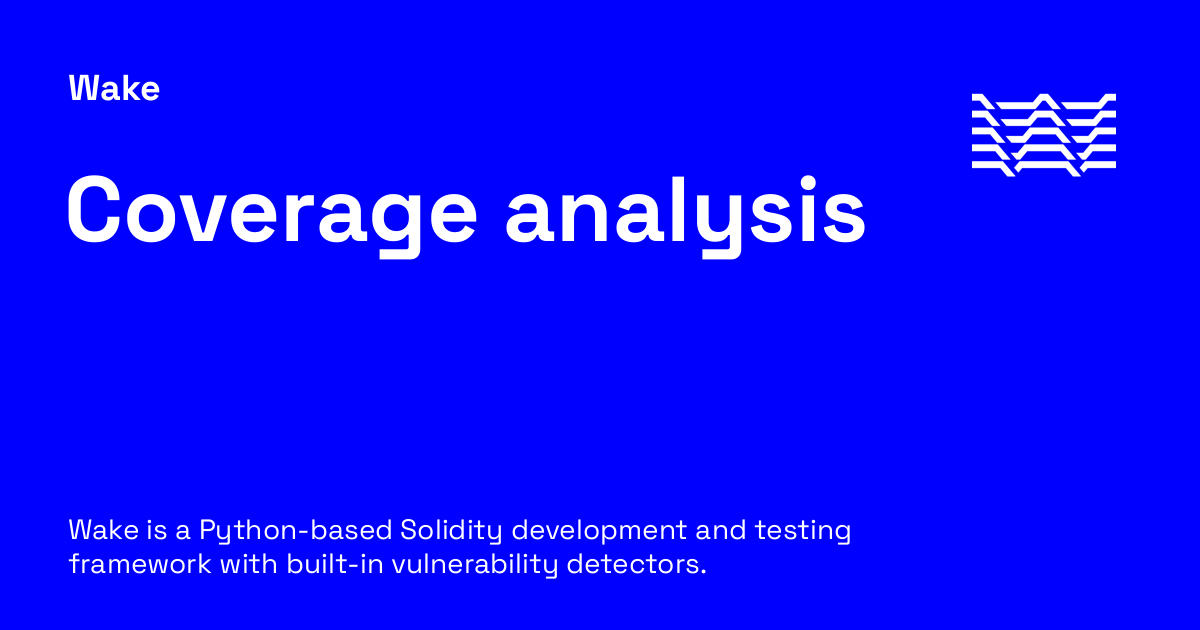 Wake
Coverage analysis
Wake is a Python-based Solidity development and testing
framework with built-in vulnerability detectors.